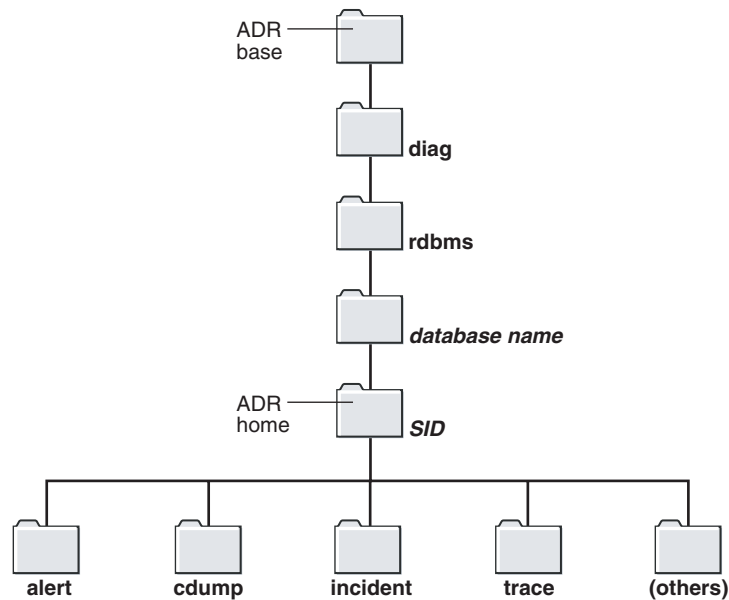 ADR
base
diag
rdbms
database name
ADR
home
SID
alert
cdump
incident
trace
(others)